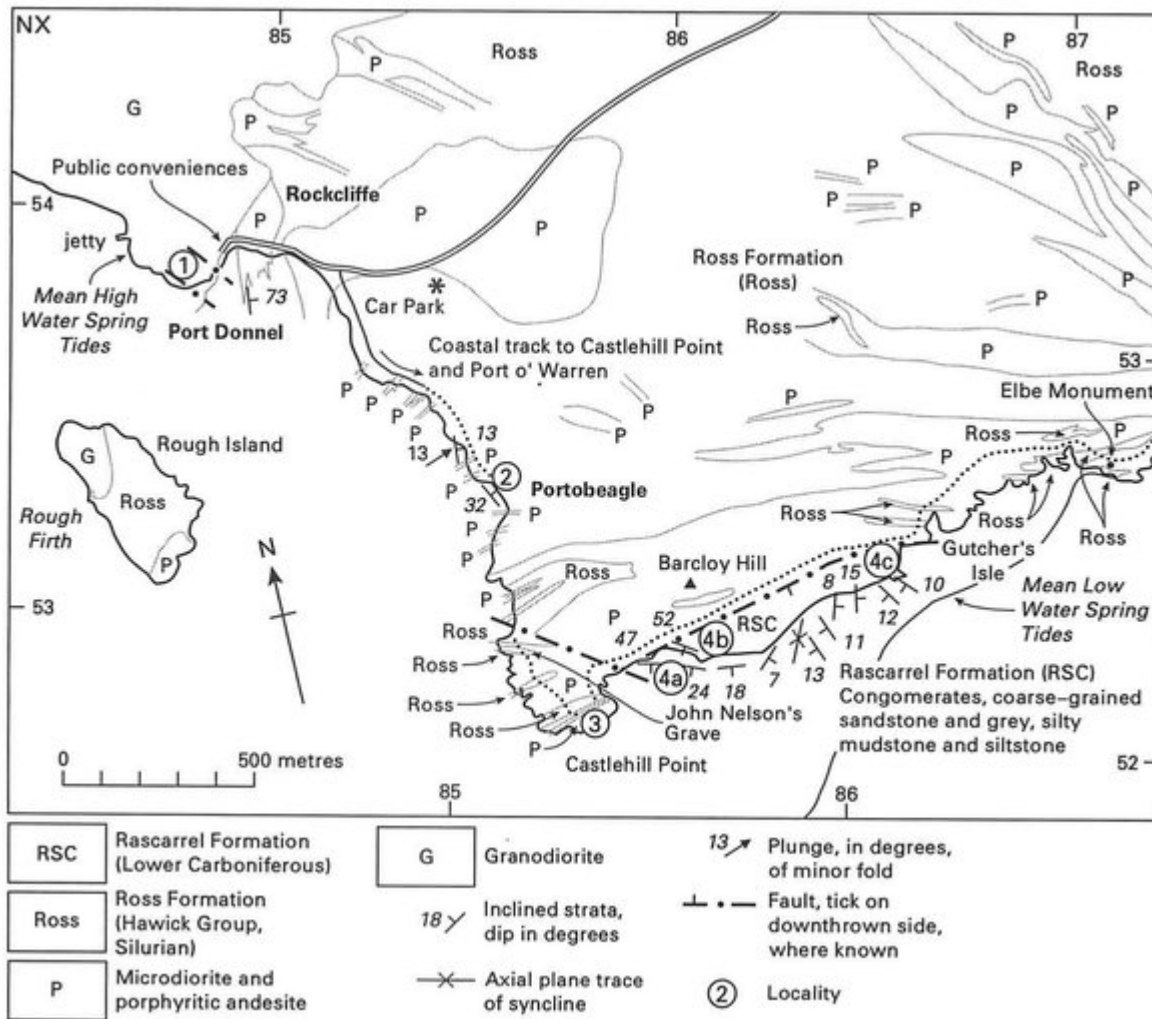 NX
85
86
87
Ross
P
Ross
P
G
P
P
Public conveniences
Rockcliffe
54
P
P
P
P
P
P
P
jetty
1
Ross Formation
(Ross)
Mean High
Water Spring
Tides
73
Car Park
P
Ross
Port Donnel
P
53
Coastal track to Castlehill Point
and Port o' Warren
Elbe Monument
P
P
P
P
P
P
P
Ross
P
Rough Island
13
13
P
G
2
Portobeagle
P
Ross
P
32
P
Ross
Ross
Ross
Rough
Firth
P
P
N
P
Barcloy Hill
4c
Gutcher's
Isle
Ross
8
15
10
Mean Low
Water Spring
Tides
53
P
52
RSC
12
Ross
47
4b
11
Ross
4a
24
18
7
13
Rascarrel Formation (RSC)
Congomerates, coarse-grained
sandstone and grey, silty
mudstone and siltstone
Ross
P
Ross
3
John Nelson's
Grave
0
500 metres
P
Castlehill Point
52
85
86
RSC
Rascarrel Formation
(Lower Carboniferous)
Ross
Ross Formation
(Hawick Group,
Silurian)
P
Microdiorite and
porphyritic andesite
G
Granodiorite
18
Inclined strata,
dip in degrees
Axial plane trace
of syncline
13
Plunge, in degrees,
of minor fold
Fault, tick on
downthrown side,
where known
2
Locality